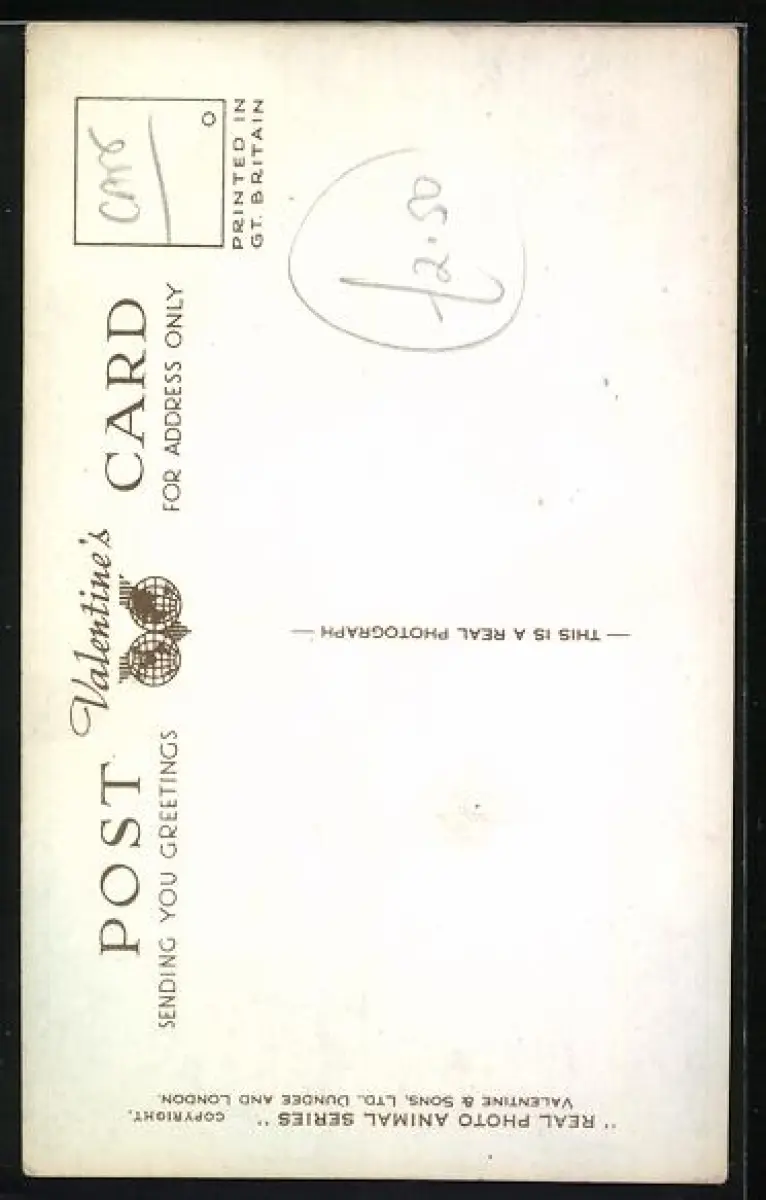 Valentine's
POST CARD
SENDING YOU GREETINGS
FOR ADDRESS ONLY
PRINTED IN
GT. BRITAIN
O
£2.50
— THIS IS A REAL PHOTOGRAPH —
"REAL PHOTO ANIMAL SERIES" COPYRIGHT,
VALENTINE & SONS, LTD., DUNDEE AND LONDON.